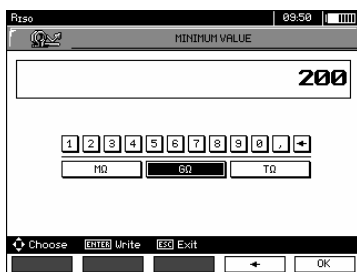 RISO 09:50
MINIMUM VALUE
200
1 2 3 4 5 6 7 8 9 0 , ←
MΩ GΩ TΩ
Choose ENTER Write ESC Exit
← OK